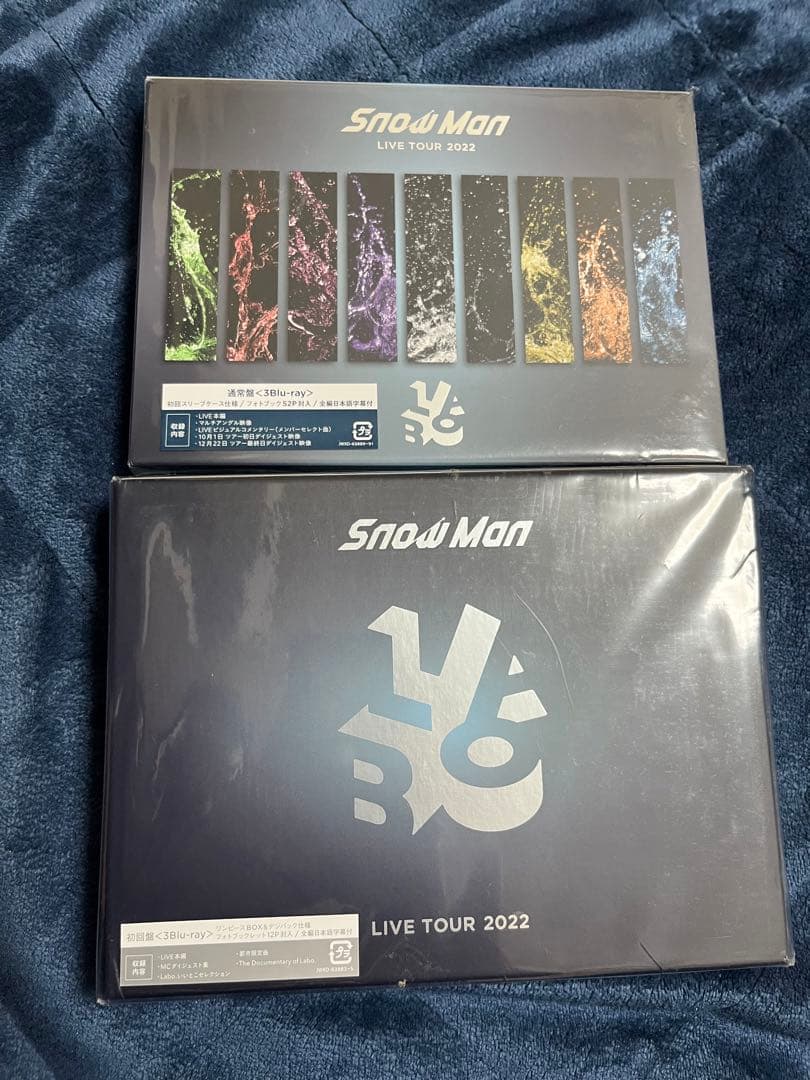 Snow Man
LIVE TOUR 2022
通常盤<3Blu-ray>
初回スリーブケース仕様/フォトブック52P封入/全編日本語字幕付
収録内容
・LIVE本編
・マルチアングル映像
・LIVEビジュアルコメンタリー(メンバーセレクト曲)
・10月1日 ツアー初日ダイジェスト映像
・12月22日 ツアー最終日ダイジェスト映像
LABO
Snow Man
LABO
LIVE TOUR 2022
初回盤<3Blu-ray>
ワンピースBOX&デジパック仕様
フォトブックレット12P封入/全編日本語字幕付
収録内容
・LIVE本編
・MCダイジェスト集
・Labo.いいとこセレクション
・都市限定曲
・The Documentary of Labo.